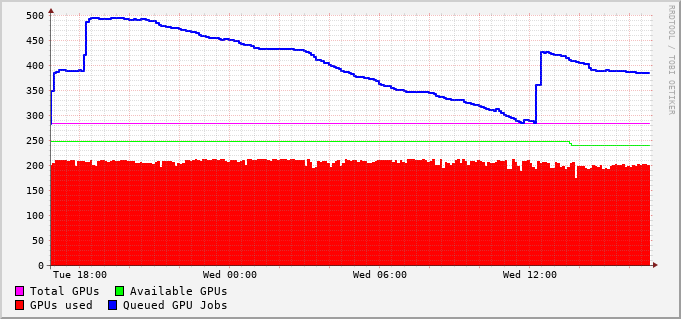 500
450
400
350
300
250
200
150
100
50
0
Tue 18:00 Wed 00:00 Wed 06:00 Wed 12:00
Total GPUs Available GPUs
GPUs used Queued GPU Jobs
RRDTOOL / TOBI OETIKER